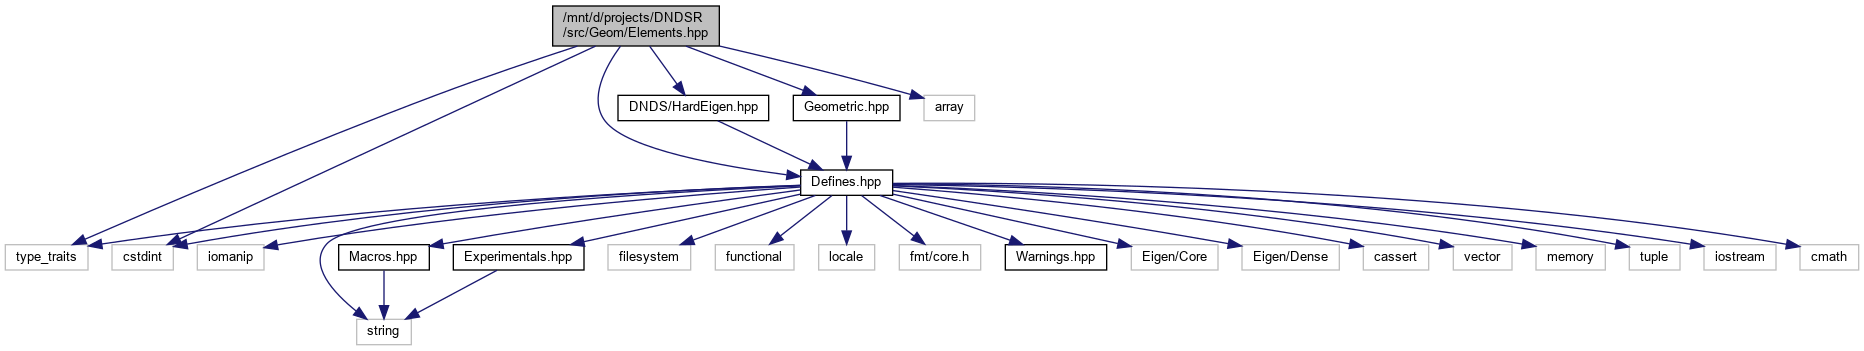 /mnt/d/projects/DNDSR
/src/Geom/Elements.hpp
DNDS/HardEigen.hpp
Geometric.hpp
array
Defines.hpp
type_traits
cstdint
iomanip
Macros.hpp
Experimentals.hpp
filesystem
functional
locale
fmt/core.h
Warnings.hpp
Eigen/Core
Eigen/Dense
cassert
vector
memory
tuple
iostream
cmath
string